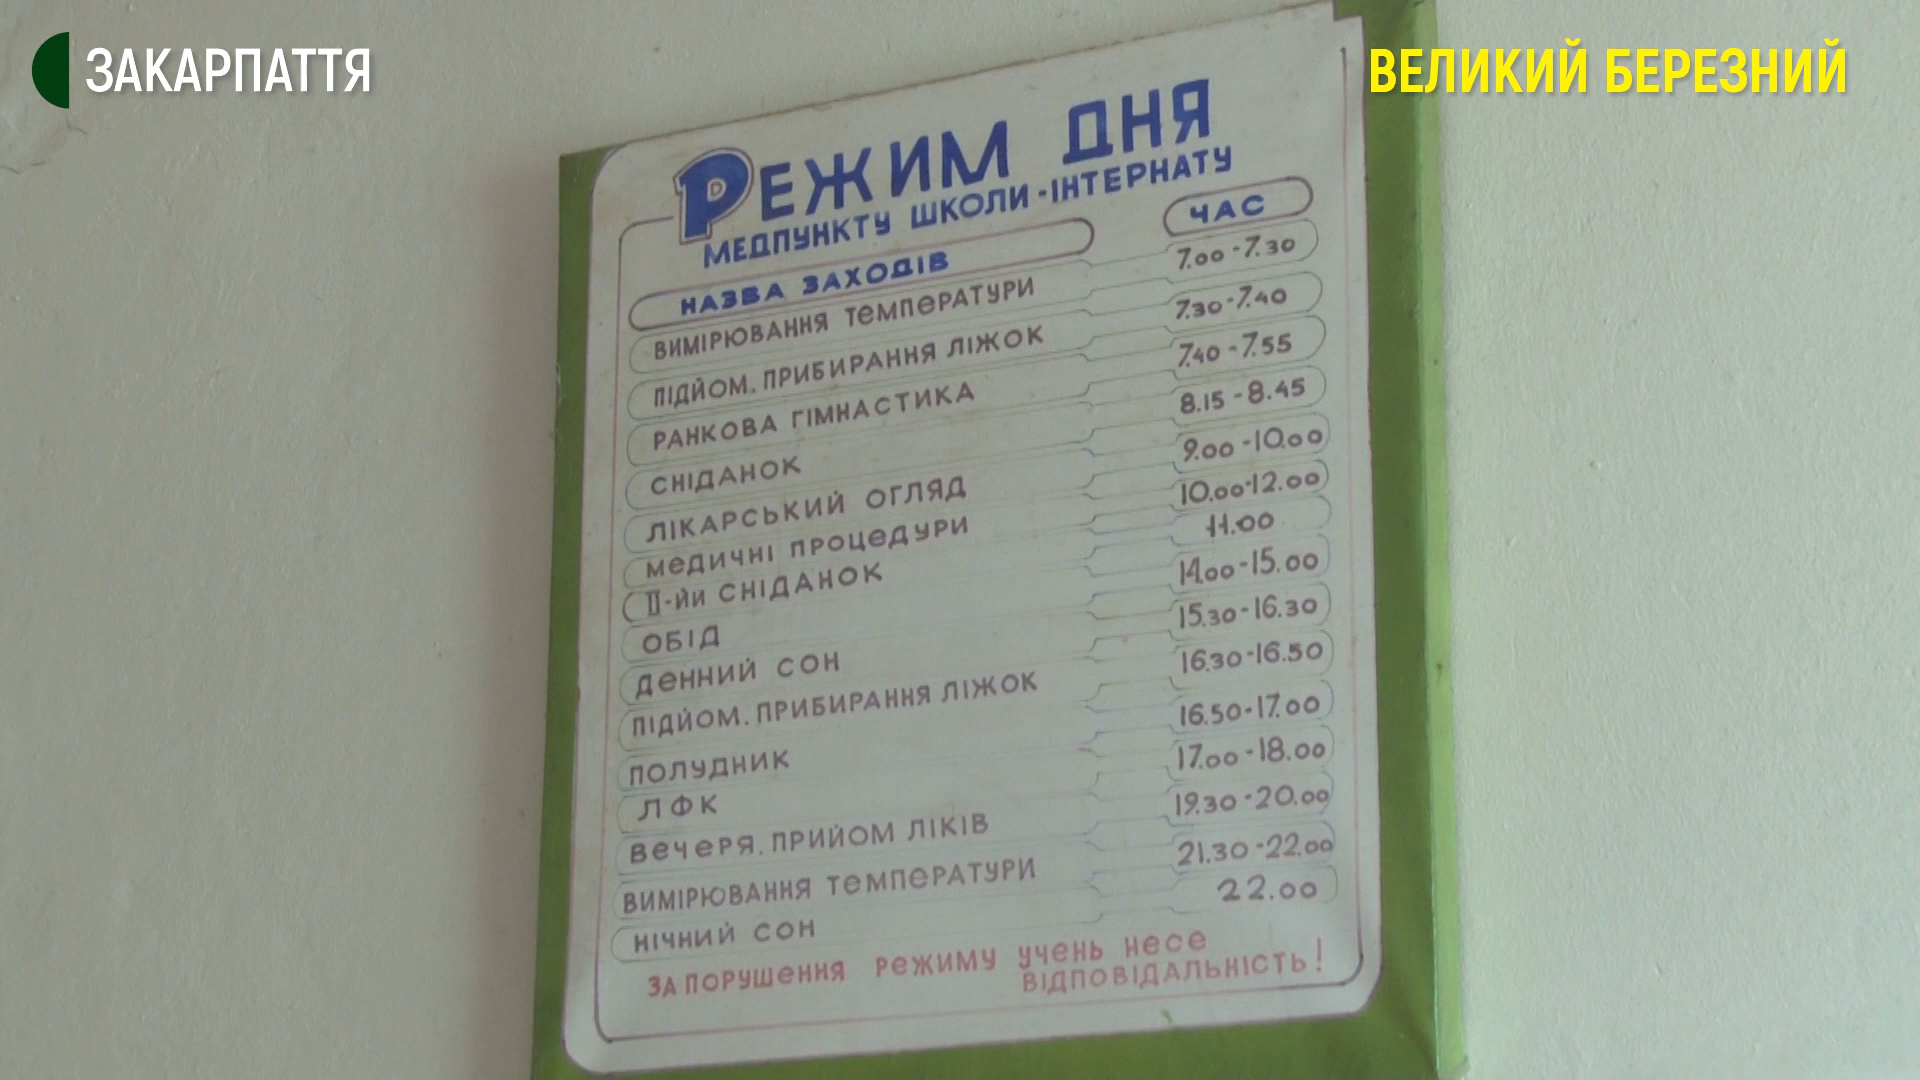 ЗАКАРПАТТЯ
ВЕЛИКИЙ БЕРЕЗНИЙ
РЕЖИМ ДНЯ
МЕДПУНКТУ ШКОЛИ-ІНТЕРНАТУ
НАЗВА ЗАХОДІВ ЧАС
ВИМІРЮВАННЯ ТЕМПЕРАТУРИ 7.00-7.30
ПІДЙОМ. ПРИБИРАННЯ ЛІЖОК 7.30-7.40
РАНКОВА ГІМНАСТИКА 7.40-7.55
СНІДАНОК 8.15-8.45
ЛІКАРСЬКИЙ ОГЛЯД 9.00-10.00
МЕДИЧНІ ПРОЦЕДУРИ 10.00-12.00
II-ЙИ СНІДАНОК 11.00
ОБІД 14.00-15.00
ДЕННИЙ СОН 15.30-16.30
ПІДЙОМ. ПРИБИРАННЯ ЛІЖОК 16.30-16.50
ПОЛУДНИК 16.50-17.00
ЛФК 17.00-18.00
ВЕЧЕРЯ. ПРИЙОМ ЛІКІВ 19.30-20.00
ВИМІРЮВАННЯ ТЕМПЕРАТУРИ 21.30-22.00
НІЧНИЙ СОН 22.00
ЗА ПОРУШЕННЯ РЕЖИМУ УЧЕНЬ НЕСЕ
ВІДПОВІДАЛЬНІСТЬ!